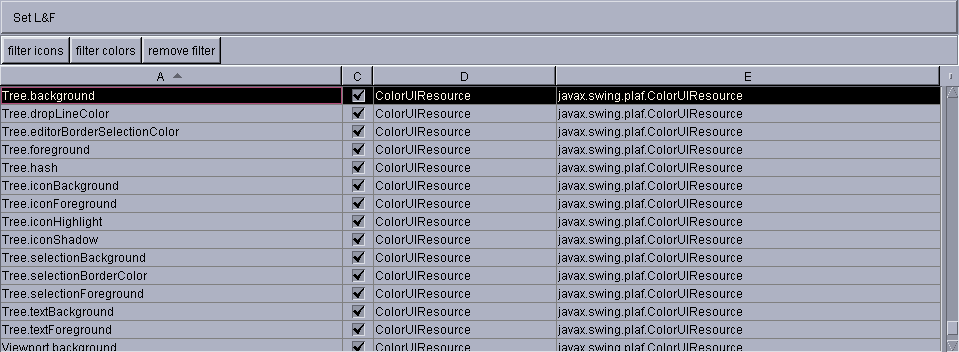 Set L&F
filter icons filter colors remove filter
A C D E
Tree.background ColorUIResource javax.swing.plaf.ColorUIResource
Tree.dropLineColor ColorUIResource javax.swing.plaf.ColorUIResource
Tree.editorBorderSelectionColor ColorUIResource javax.swing.plaf.ColorUIResource
Tree.foreground ColorUIResource javax.swing.plaf.ColorUIResource
Tree.hash ColorUIResource javax.swing.plaf.ColorUIResource
Tree.iconBackground ColorUIResource javax.swing.plaf.ColorUIResource
Tree.iconForeground ColorUIResource javax.swing.plaf.ColorUIResource
Tree.iconHighlight ColorUIResource javax.swing.plaf.ColorUIResource
Tree.iconShadow ColorUIResource javax.swing.plaf.ColorUIResource
Tree.selectionBackground ColorUIResource javax.swing.plaf.ColorUIResource
Tree.selectionBorderColor ColorUIResource javax.swing.plaf.ColorUIResource
Tree.selectionForeground ColorUIResource javax.swing.plaf.ColorUIResource
Tree.textBackground ColorUIResource javax.swing.plaf.ColorUIResource
Tree.textForeground ColorUIResource javax.swing.plaf.ColorUIResource
Viewport.background ColorUIResource javax.swing.plaf.ColorUIResource